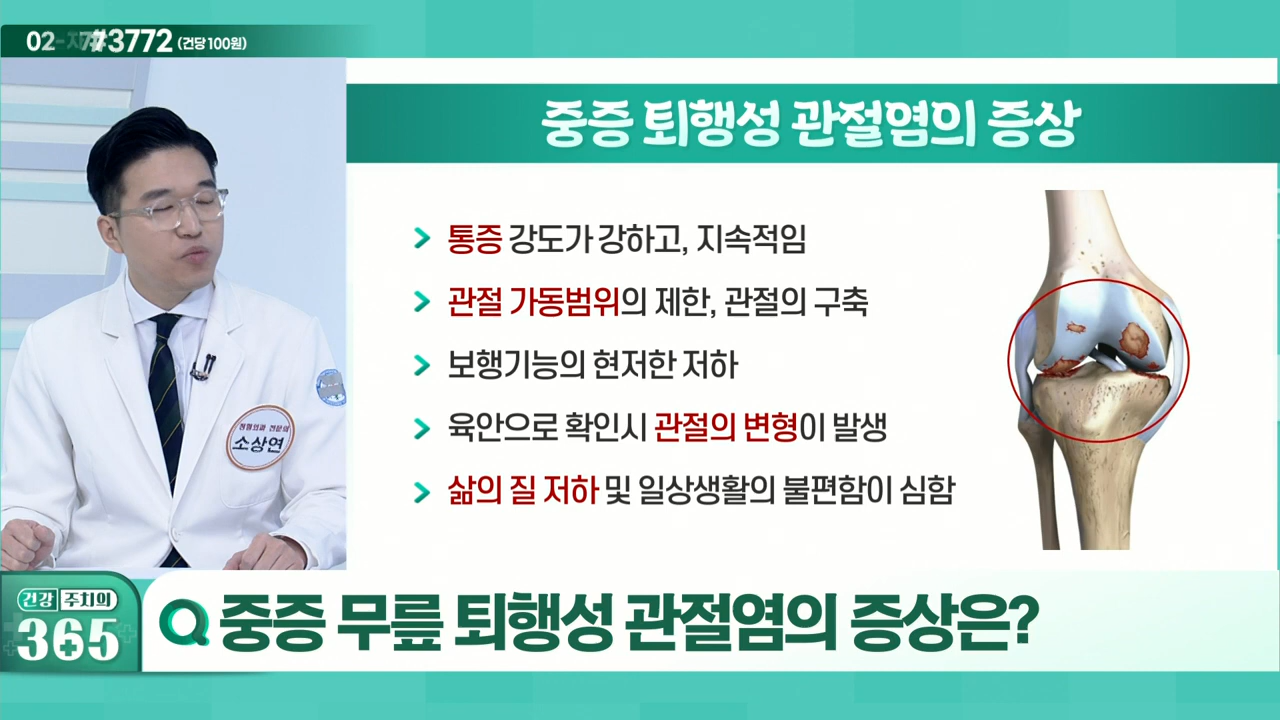 #3772 (건당 100원)
중증 퇴행성 관절염의 증상
통증 강도가 강하고, 지속적임
관절 가동범위의 제한, 관절의 구축
보행기능의 현저한 저하
육안으로 확인시 관절의 변형이 발생
삶의 질 저하 및 일상생활의 불편함이 심함
정형외과 전문의
소상연
건강 주치의
365
Q 중증 무릎 퇴행성 관절염의 증상은?